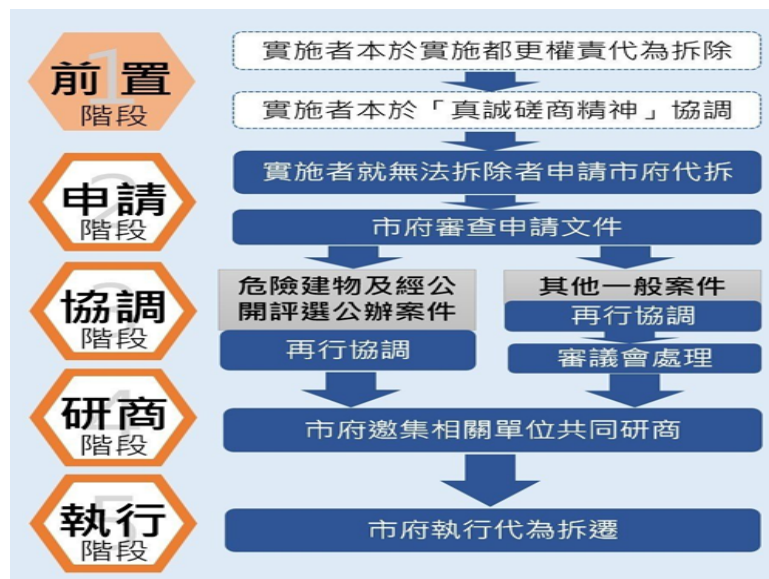 1
前置
階段
實施者本於實施都更權責代為拆除
實施者本於「真誠磋商精神」協調
2
申請
階段
實施者就無法拆除者申請市府代拆
市府審查申請文件
3
協調
階段
危險建物及經公
開評選公辦案件
再行協調
其他一般案件
再行協調
審議會處理
4
研商
階段
市府邀集相關單位共同研商
5
執行
階段
市府執行代為拆遷